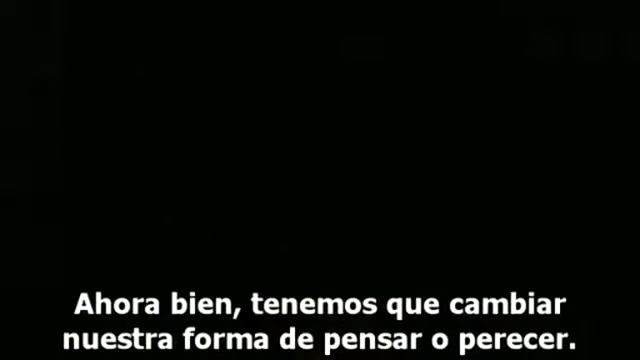 Ahora bien, tenemos que cambiar
nuestra forma de pensar o perecer.